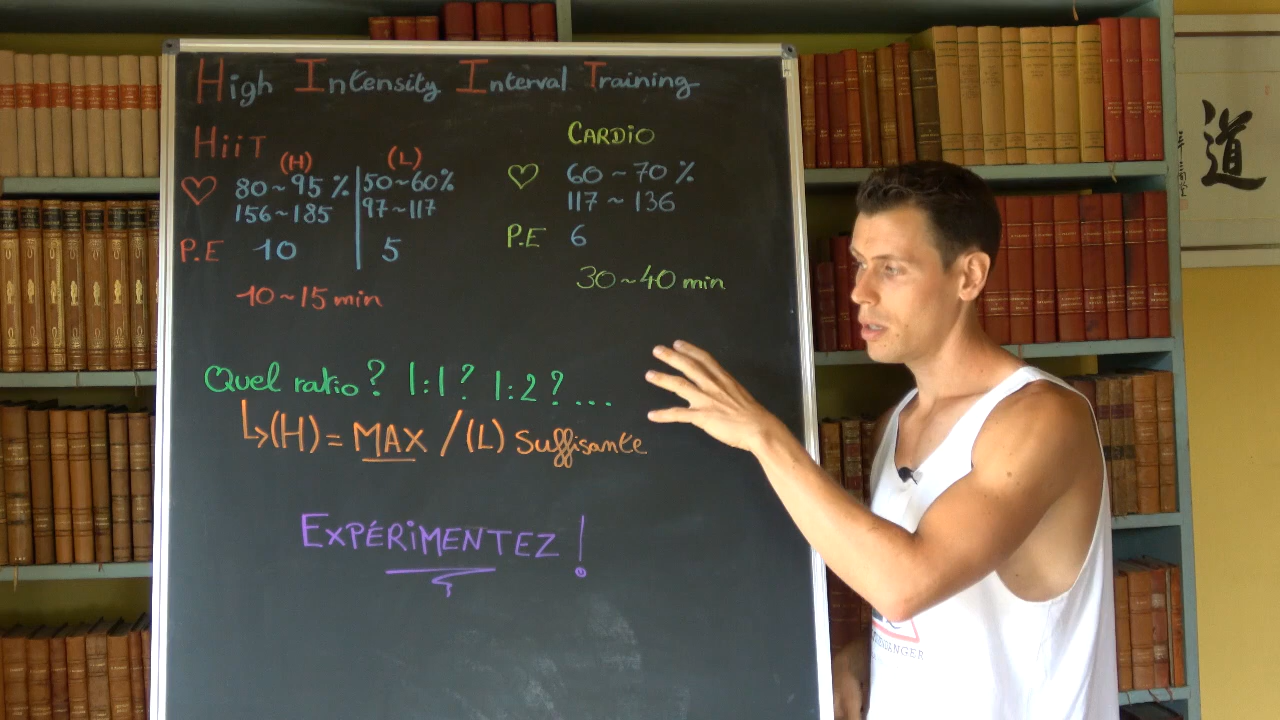 High Intensity Interval Training
HiiT
(H) (L)
80~95% 50~60%
156~185 97~117
P.E 10 5
10~15 min
CARDiO
60~70%
117~136
P.E 6
30~40 min
Quel ratio? 1:1? 1:2? ...
(H) = MAX / (L) Suffisante
EXPÉRiMENTEZ!
道